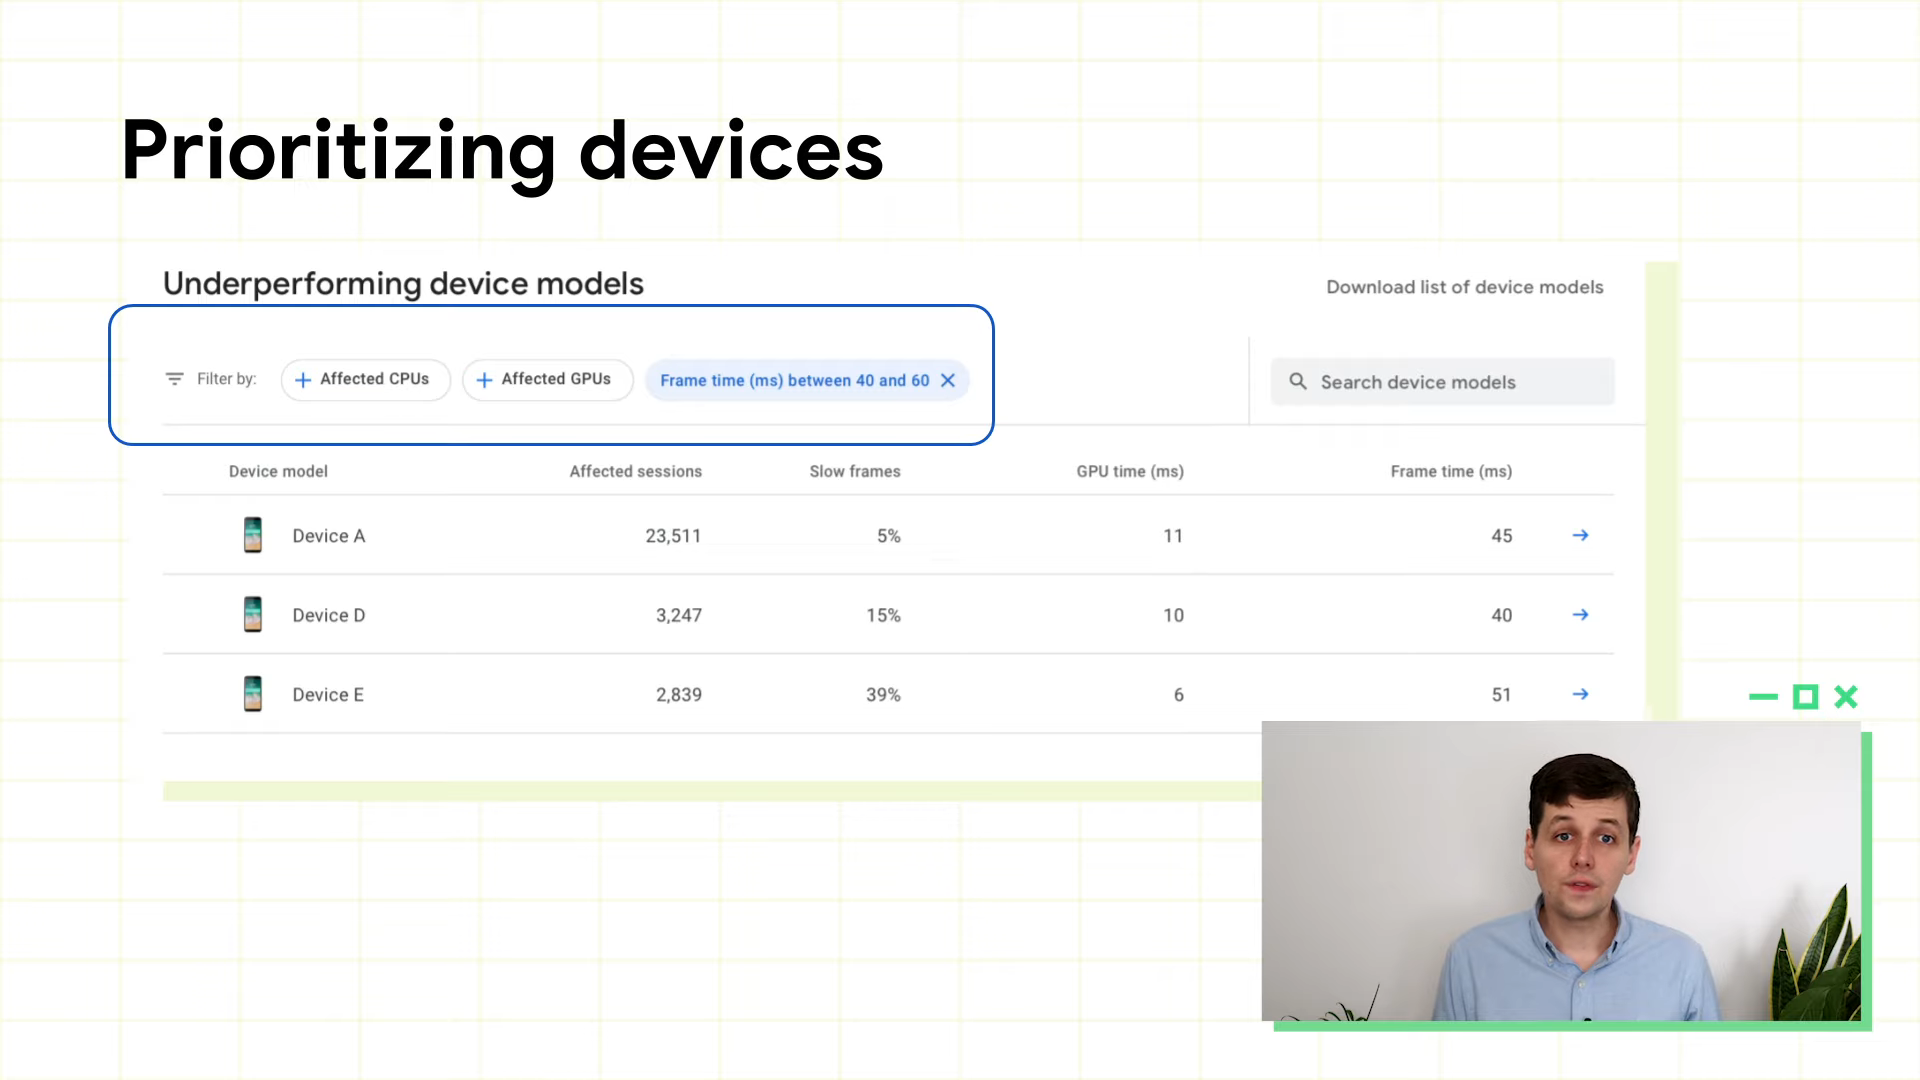 Prioritizing devices
Underperforming device models
Download list of device models
Filter by: + Affected CPUs + Affected GPUs Frame time (ms) between 40 and 60 ×
Search device models
Device model Affected sessions Slow frames GPU time (ms) Frame time (ms)
Device A 23,511 5% 11 45 →
Device D 3,247 15% 10 40 →
Device E 2,839 39% 6 51 →